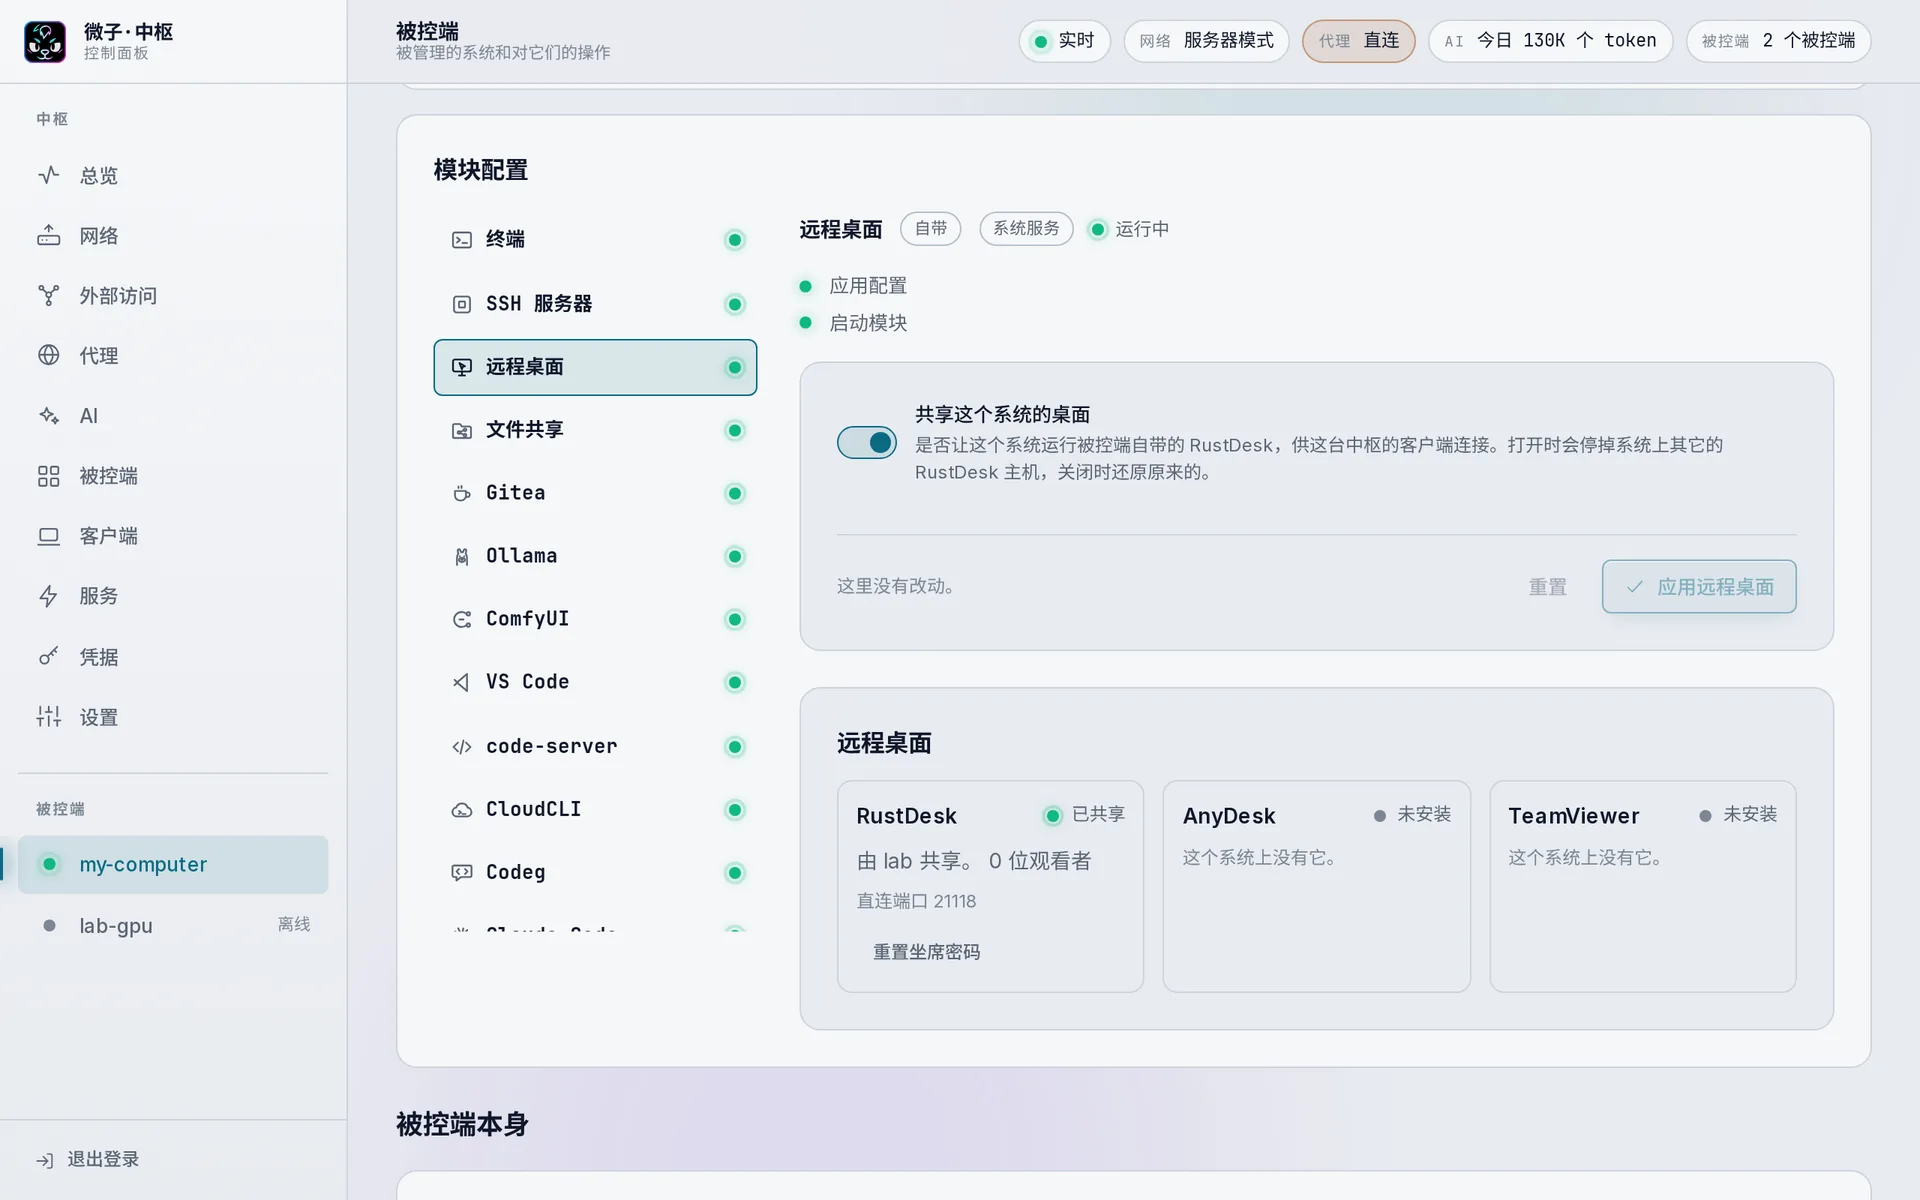 微子·中枢
控制面板
被控端
被管理的系统和对它们的操作
实时
网络 服务器模式
代理 直连
AI 今日 130K 个 token
被控端 2 个被控端
中枢
总览
网络
外部访问
代理
AI
被控端
客户端
服务
凭据
设置
被控端
my-computer
lab-gpu 离线
退出登录
模块配置
终端
SSH 服务器
远程桌面
文件共享
Gitea
Ollama
ComfyUI
VS Code
code-server
CloudCLI
Codeg
远程桌面 自带 系统服务 运行中
应用配置
启动模块
共享这个系统的桌面
是否让这个系统运行被控端自带的 RustDesk，供这台中枢的客户端连接。打开时会停掉系统上其它的
RustDesk 主机，关闭时还原原来的。
这里没有改动。
重置
应用远程桌面
远程桌面
RustDesk 已共享
由 lab 共享。 0 位观看者
直连端口 21118
重置坐席密码
AnyDesk 未安装
这个系统上没有它。
TeamViewer 未安装
这个系统上没有它。
被控端本身